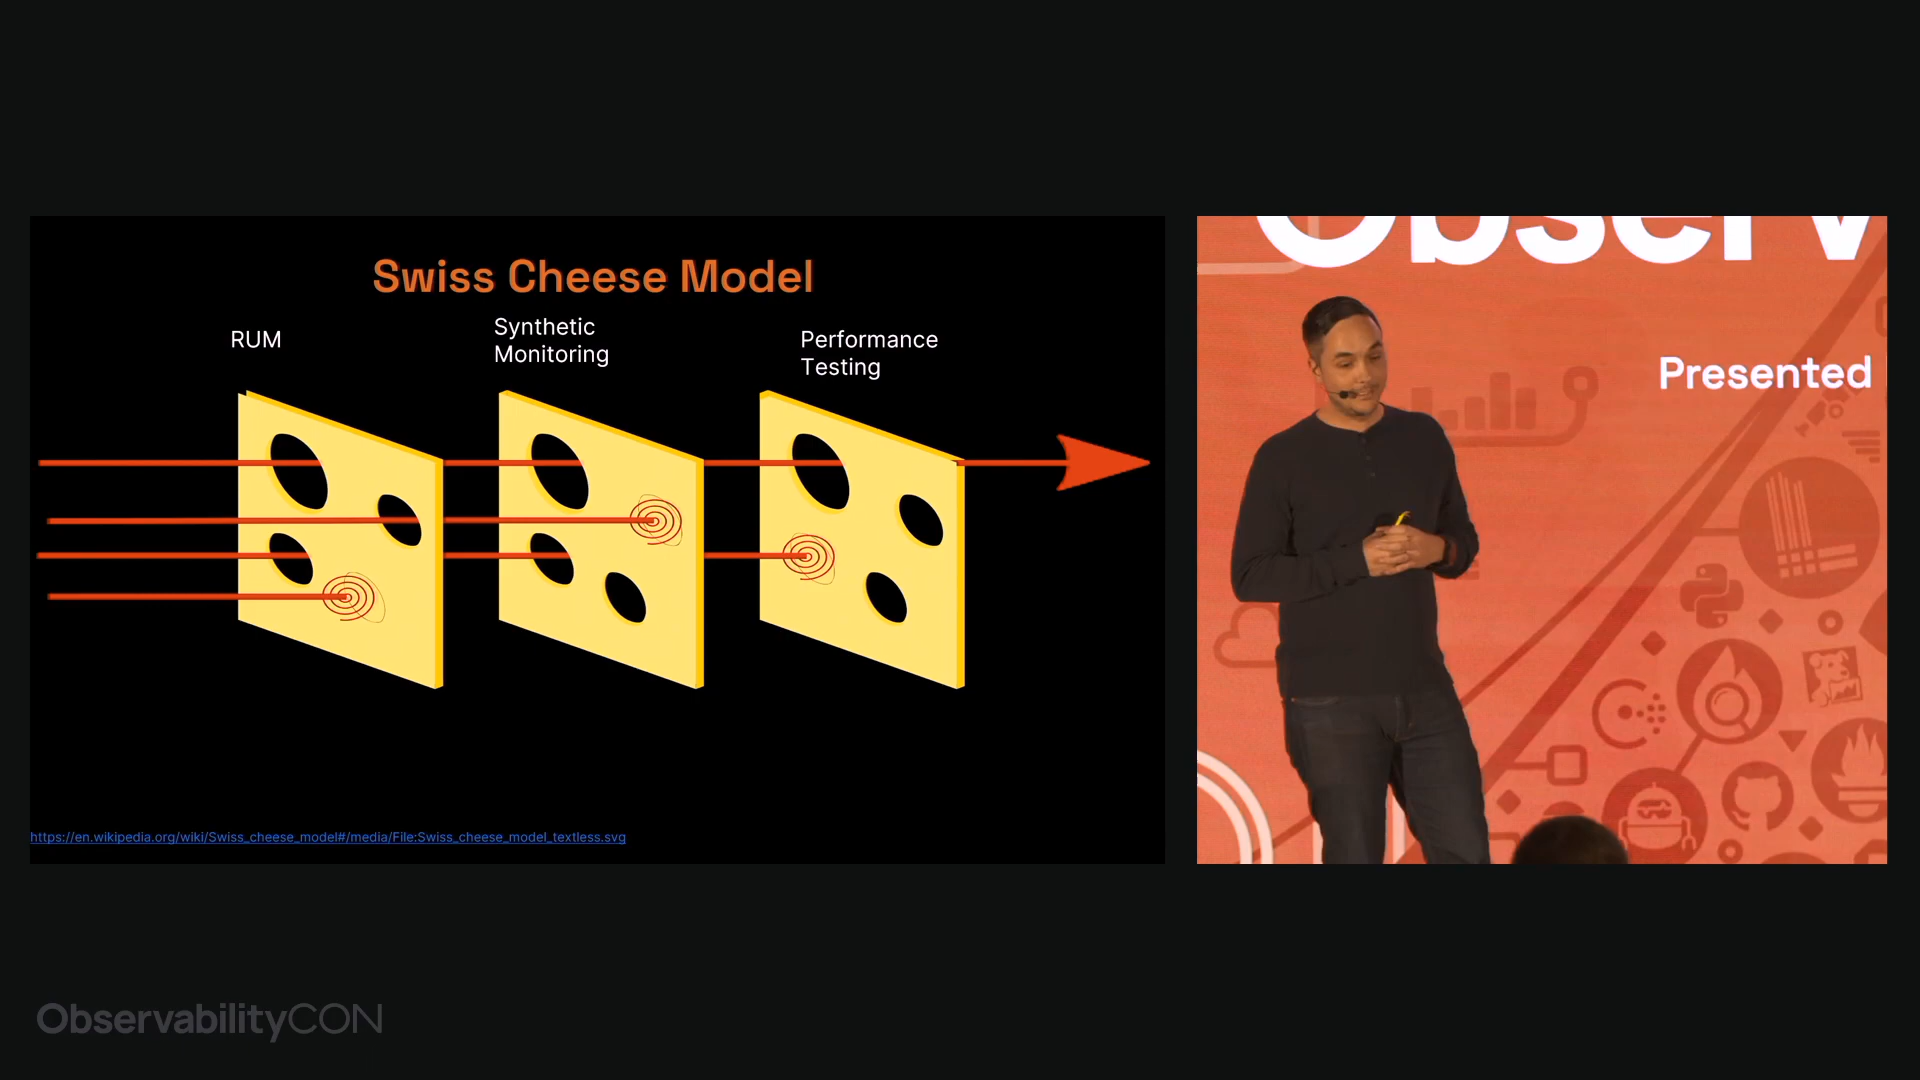 Swiss Cheese Model
RUM
Synthetic
Monitoring
Performance
Testing
https://en.wikipedia.org/wiki/Swiss_cheese_model#/media/File:Swiss_cheese_model_textless.svg
Observ
Presented
ObservabilityCON